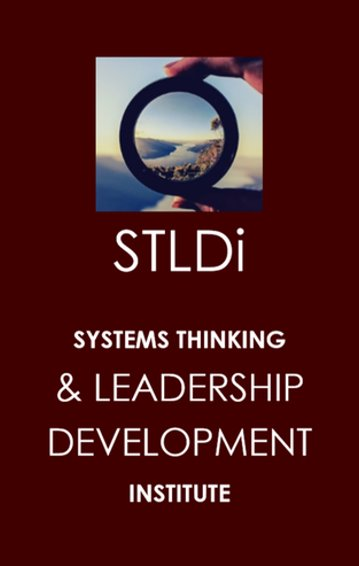 STLDi
SYSTEMS THINKING
& LEADERSHIP
DEVELOPMENT
INSTITUTE